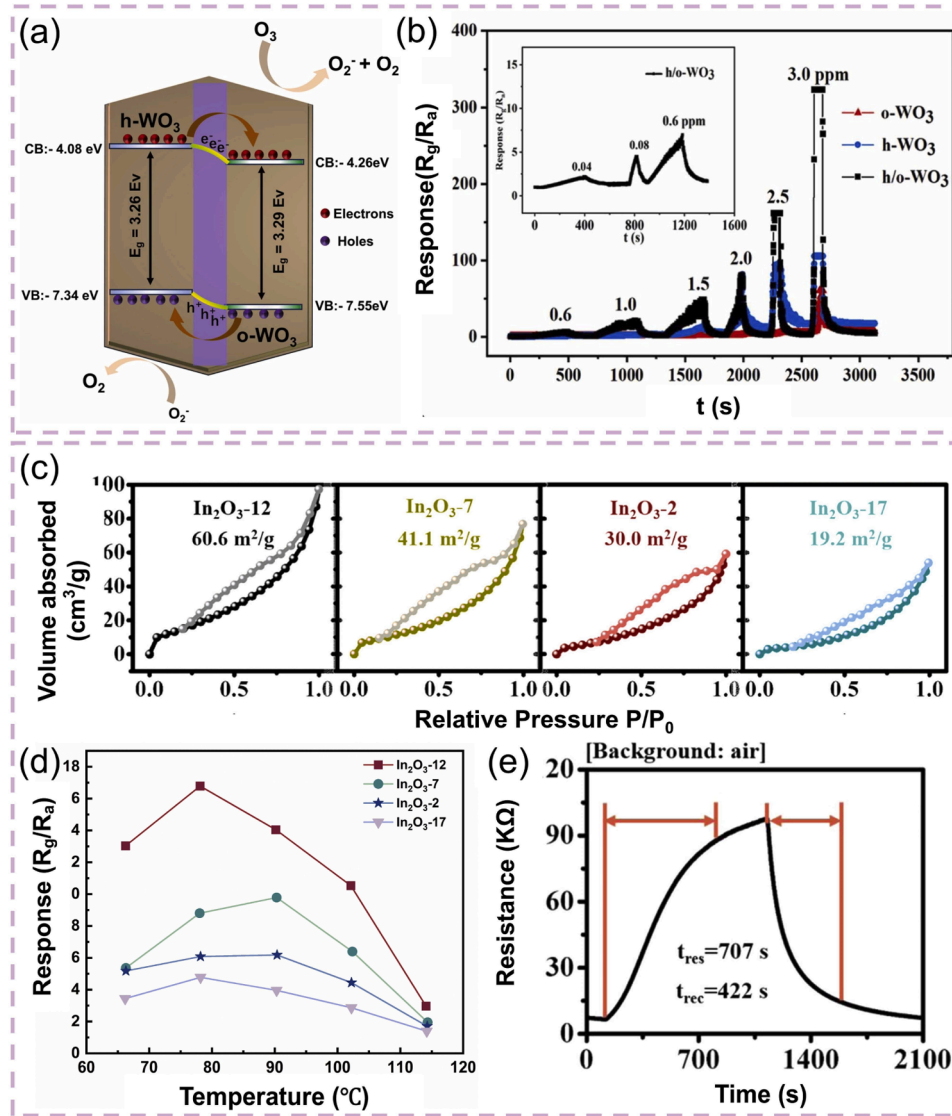 (a)
O3
O2- + O2
h-WO3
e- e- e-
CB:- 4.08 eV
CB:- 4.26eV
Eg = 3.26 Ev
Eg = 3.29 Ev
Electrons
Holes
VB:- 7.34 eV
VB:- 7.55eV
h+ h+ h+
o-WO3
O2
O2-
(b)
400
300
200
100
0
Response(Rg/Ra)
15
10
5
0
Response (Rg/Ra)
h/o-WO3
0.04
0.08
0.6 ppm
0 400 800 1200 1600
t (s)
3.0 ppm
o-WO3
h-WO3
h/o-WO3
0.6
1.0
1.5
2.0
2.5
0 500 1000 1500 2000 2500 3000 3500
t (s)
(c)
100
80
60
40
20
0
Volume absorbed
(cm3/g)
In2O3-12
60.6 m2/g
In2O3-7
41.1 m2/g
In2O3-2
30.0 m2/g
In2O3-17
19.2 m2/g
0.0 0.5 1.0 0.0 0.5 1.0 0.0 0.5 1.0 0.0 0.5 1.0
Relative Pressure P/P0
(d)
18
6
4
2
0
0
8
6
4
2
0
Response (Rg/Ra)
In2O3-12
In2O3-7
In2O3-2
In2O3-17
60 70 80 90 100 110 120
Temperature (°C)
(e)
[Background: air]
120
90
60
30
0
Resistance (KΩ)
tres=707 s
trec=422 s
0 700 1400 2100
Time (s)